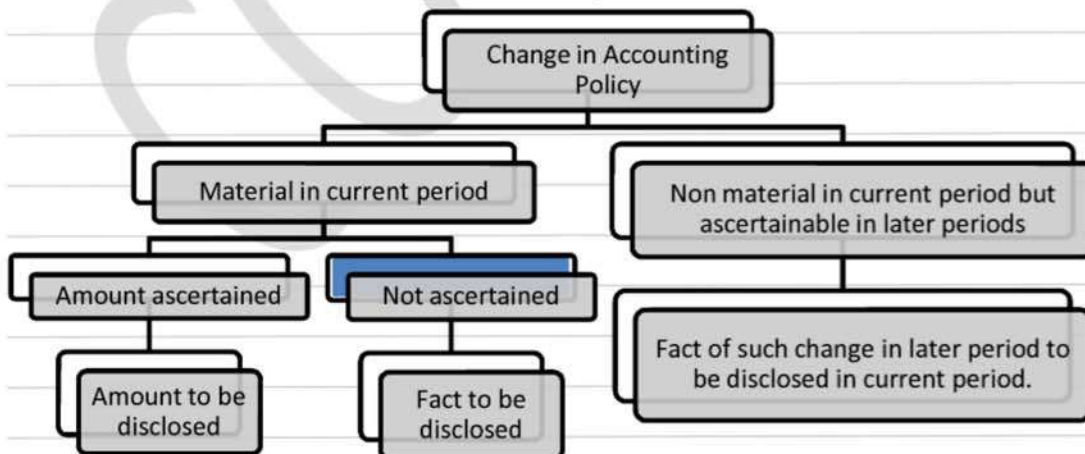 Change in Accounting
Policy
Material in current period
Non material in current period but
ascertainable in later periods
Amount ascertained
Not ascertained
Amount to be
disclosed
Fact to be
disclosed
Fact of such change in later period to
be disclosed in current period.